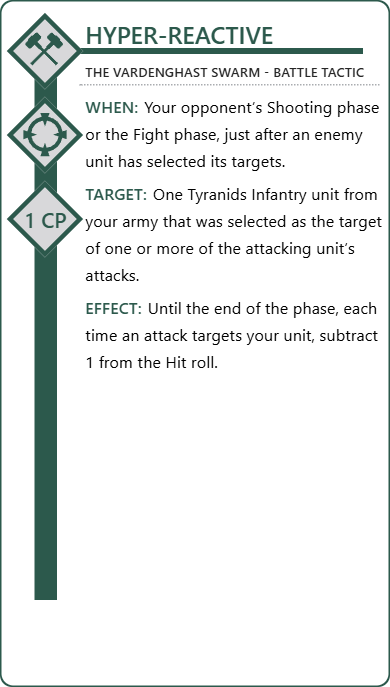 HYPER-REACTIVE
THE VARDENGHAST SWARM - BATTLE TACTIC
WHEN: Your opponent's Shooting phase
or the Fight phase, just after an enemy
unit has selected its targets.
1 CP
TARGET: One Tyranids Infantry unit from
your army that was selected as the target
of one or more of the attacking unit's
attacks.
EFFECT: Until the end of the phase, each
time an attack targets your unit, subtract
1 from the Hit roll.